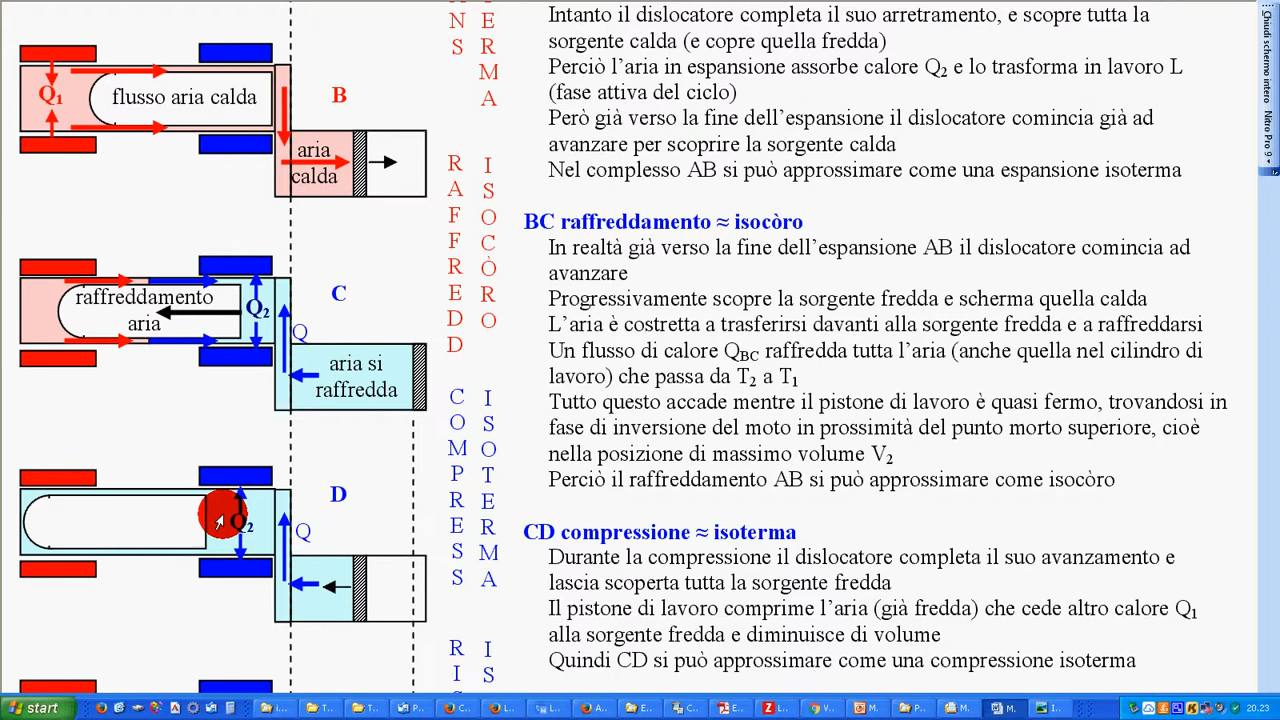 Q1
flusso aria calda
B
aria
calda
raffreddamento
aria
Q2
C
Q
aria si
raffredda
D
Q2
Q
N
S
R
A
F
F
R
E
D
D
C
O
M
P
R
E
S
S
R
I
S
E
R
M
A
I
S
O
C
Ò
R
O
I
S
O
T
E
R
M
A
I
S
Intanto il dislocatore completa il suo arretramento, e scopre tutta la
sorgente calda (e copre quella fredda)
Perciò l'aria in espansione assorbe calore Q2 e lo trasforma in lavoro L
(fase attiva del ciclo)
Però già verso la fine dell'espansione il dislocatore comincia già ad
avanzare per scoprire la sorgente calda
Nel complesso AB si può approssimare come una espansione isoterma
BC raffreddamento ≈ isocòro
In realtà già verso la fine dell'espansione AB il dislocatore comincia ad
avanzare
Progressivamente scopre la sorgente fredda e scherma quella calda
L'aria è costretta a trasferirsi davanti alla sorgente fredda e a raffreddarsi
Un flusso di calore QBC raffredda tutta l'aria (anche quella nel cilindro di
lavoro) che passa da T2 a T1
Tutto questo accade mentre il pistone di lavoro è quasi fermo, trovandosi in
fase di inversione del moto in prossimità del punto morto superiore, cioè
nella posizione di massimo volume V2
Perciò il raffreddamento AB si può approssimare come isocòro
CD compressione ≈ isoterma
Durante la compressione il dislocatore completa il suo avanzamento e
lascia scoperta tutta la sorgente fredda
Il pistone di lavoro comprime l'aria (già fredda) che cede altro calore Q1
alla sorgente fredda e diminuisce di volume
Quindi CD si può approssimare come una compressione isoterma
Chiudi schermo intero
Nitro Pro 9
start
20.23